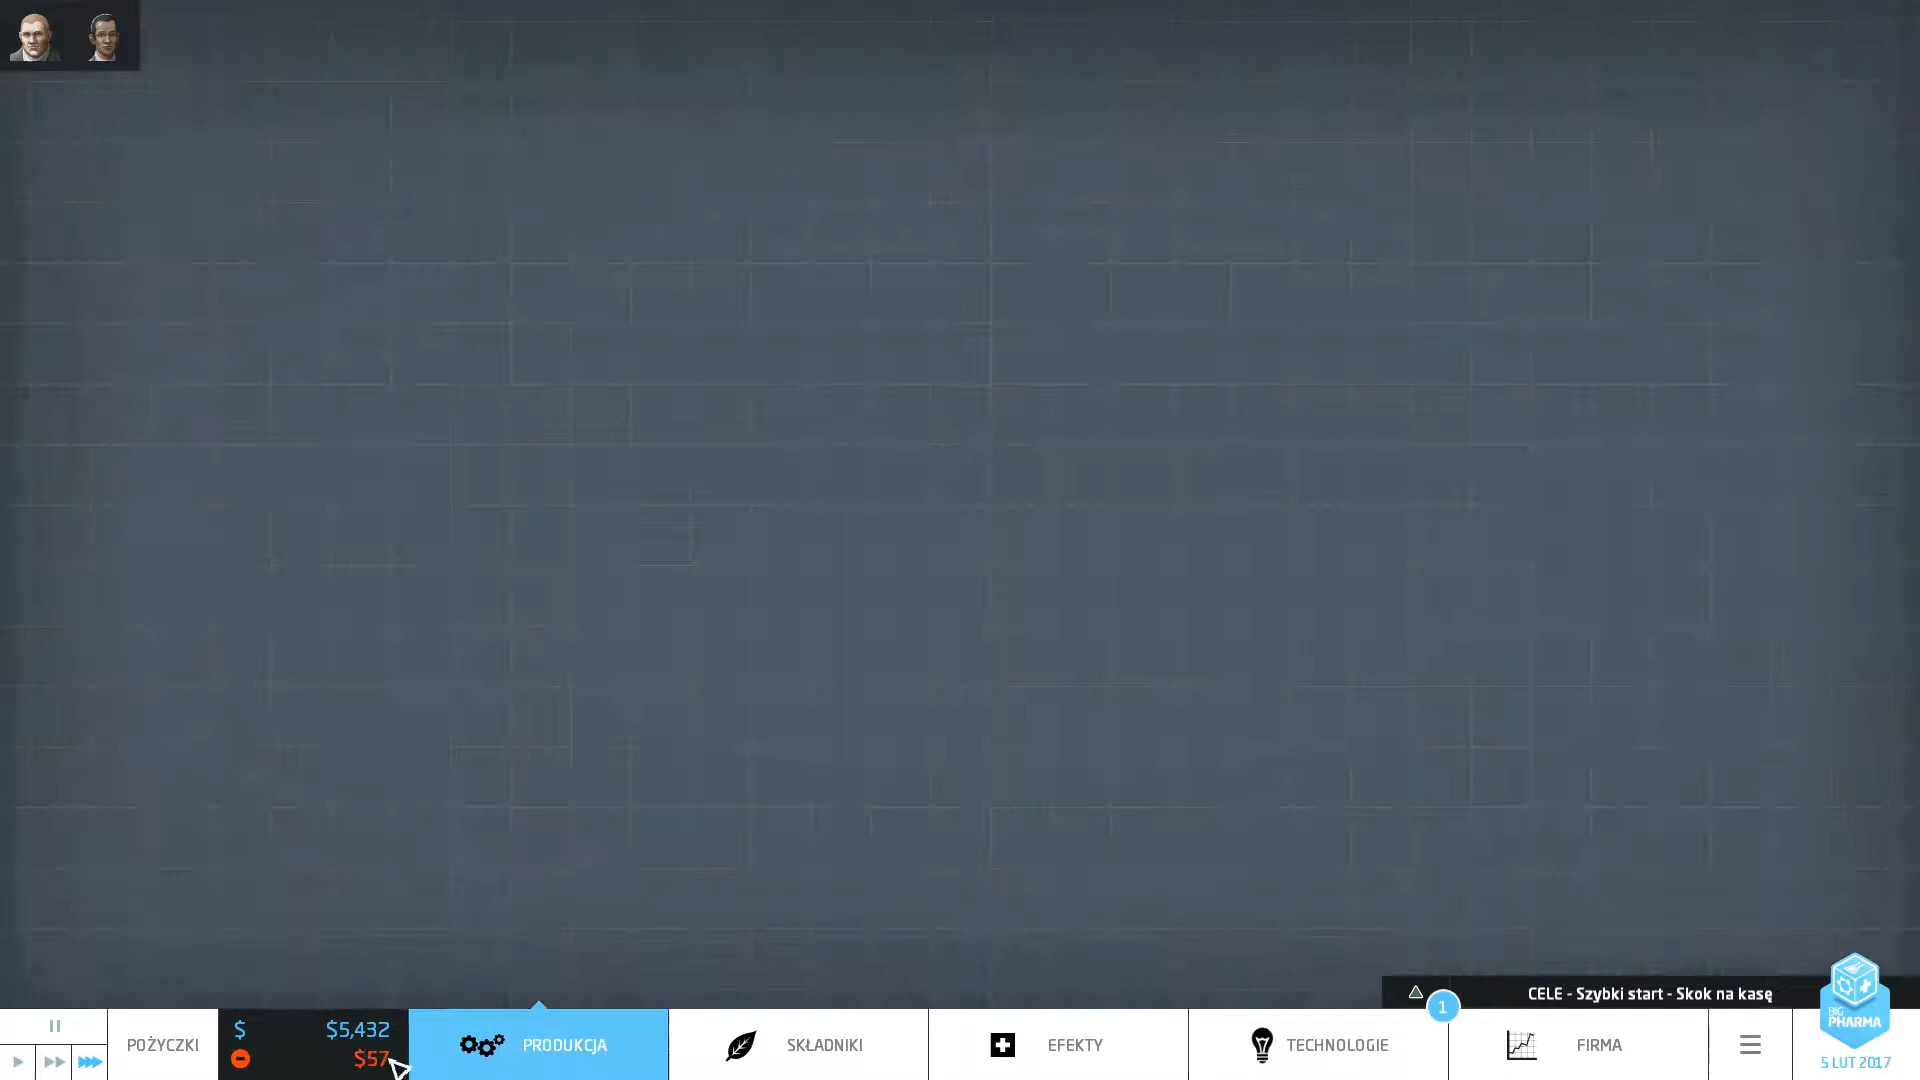 CELE - Szybki start - Skok na kasę
1
POŻYCZKI
$ $5,432
$57
PRODUKCJA
SKŁADNIKI
EFEKTY
TECHNOLOGIE
FIRMA
BIG
PHARMA
5 LUT 2017